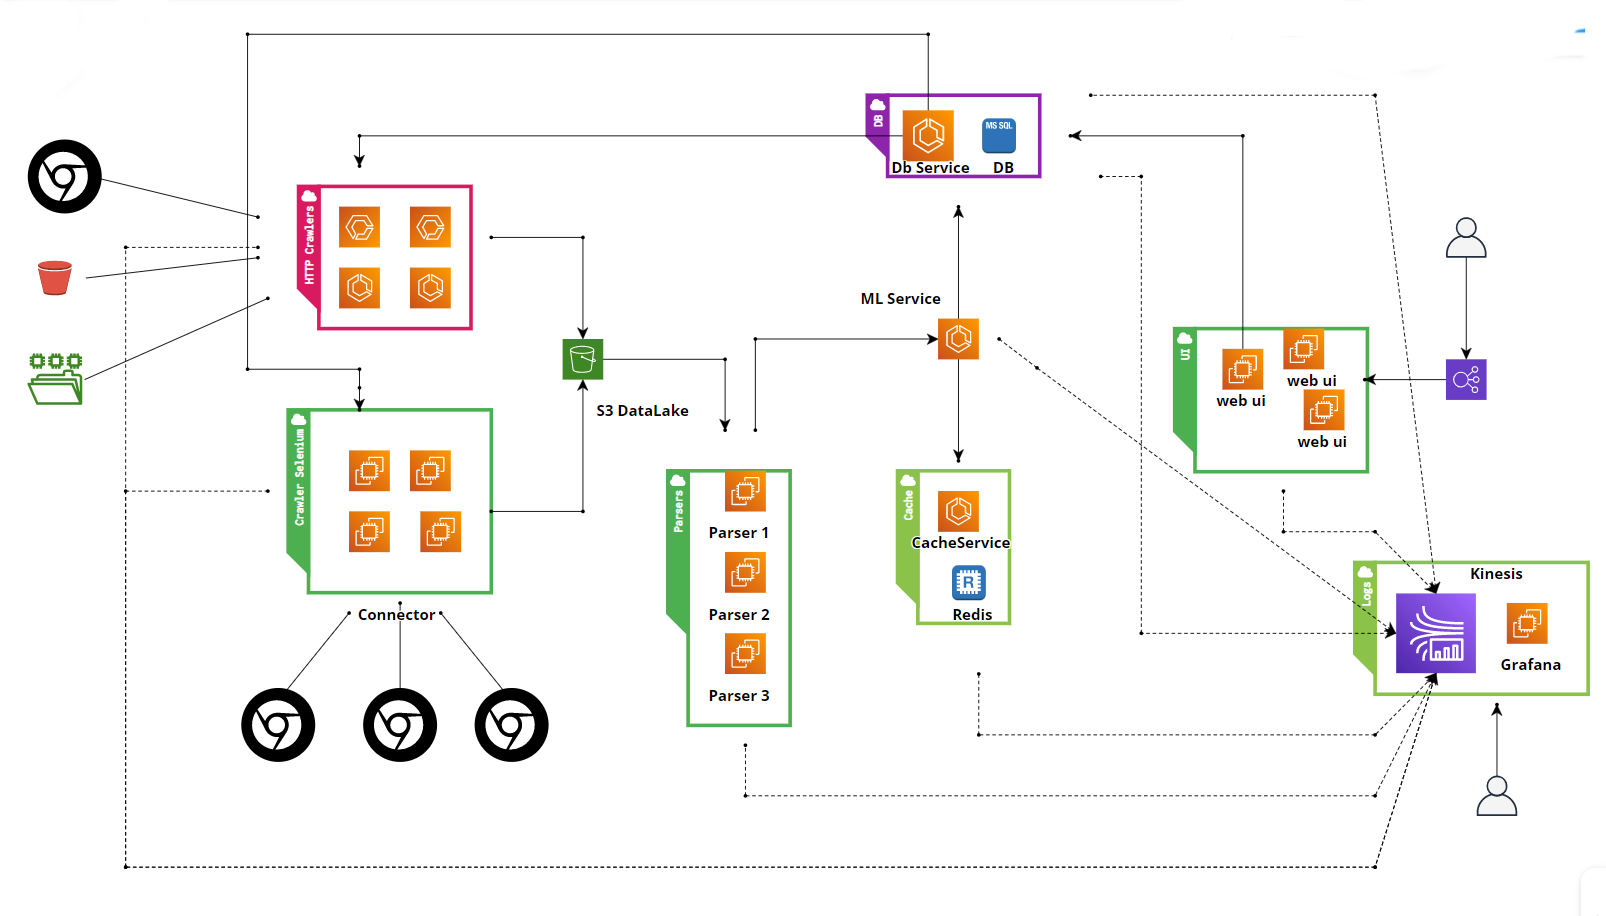 DB
MS SQL
Db Service
DB
HTTP Crawlers
ML Service
UI
web ui
web ui
web ui
S3 DataLake
Crawler Selenium
Parsers
Parser 1
Parser 2
Parser 3
Cache
CacheService
R
Redis
Logs
Kinesis
Grafana
Connector